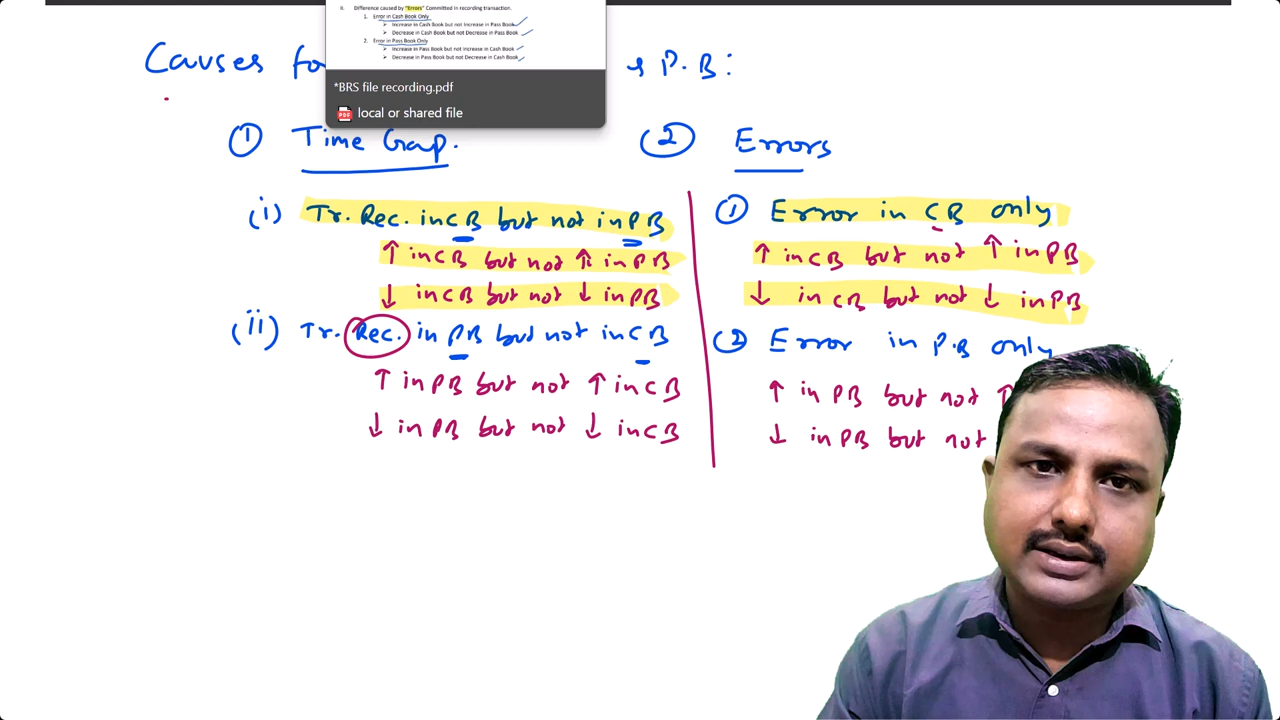 II. Difference caused by "Errors" Committed in recording transaction.
1. Error in Cash Book Only
➤ Increase in Cash Book but not Increase in Pass Book
➤ Decrease in Cash Book but not Decrease in Pass Book
2. Error in Pass Book Only
➤ Increase in Pass Book but not Increase in Cash Book
➤ Decrease in Pass Book but not Decrease in Cash Book
*BRS file recording.pdf
local or shared file
Causes fo P.B:
① Time Gap.
(i) Tr. Rec. in CB but not in PB
↑ in CB but not ↑ in PB
↓ in CB but not ↓ in PB
(ii) Tr. Rec. in PB but not in CB
↑ in PB but not ↑ in CB
↓ in PB but not ↓ in CB
② Errors
① Error in CB only
↑ in CB but not ↑ in PB
↓ in CB but not ↓ in PB
② Error in P.B only
↑ in PB but not ↑
↓ in PB but not